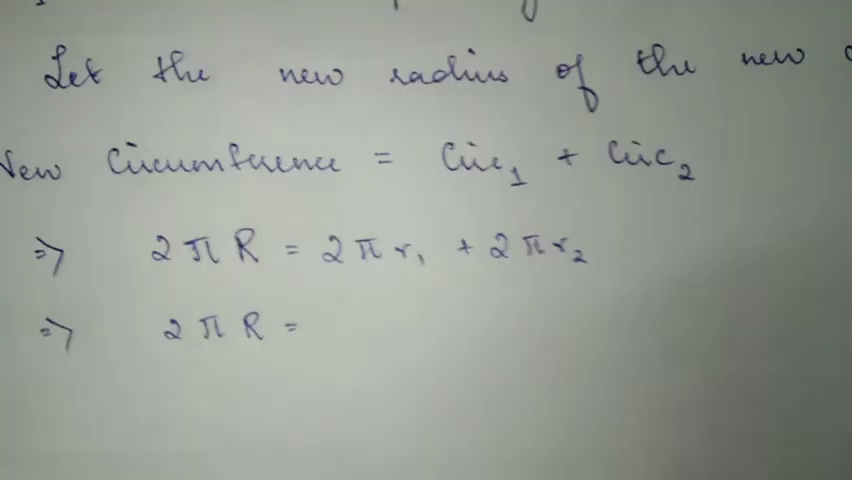 Let the new radius of the new
New Circumference = Circ₁ + Circ₂
=> 2πR = 2πr₁ + 2πr₂
=> 2πR =